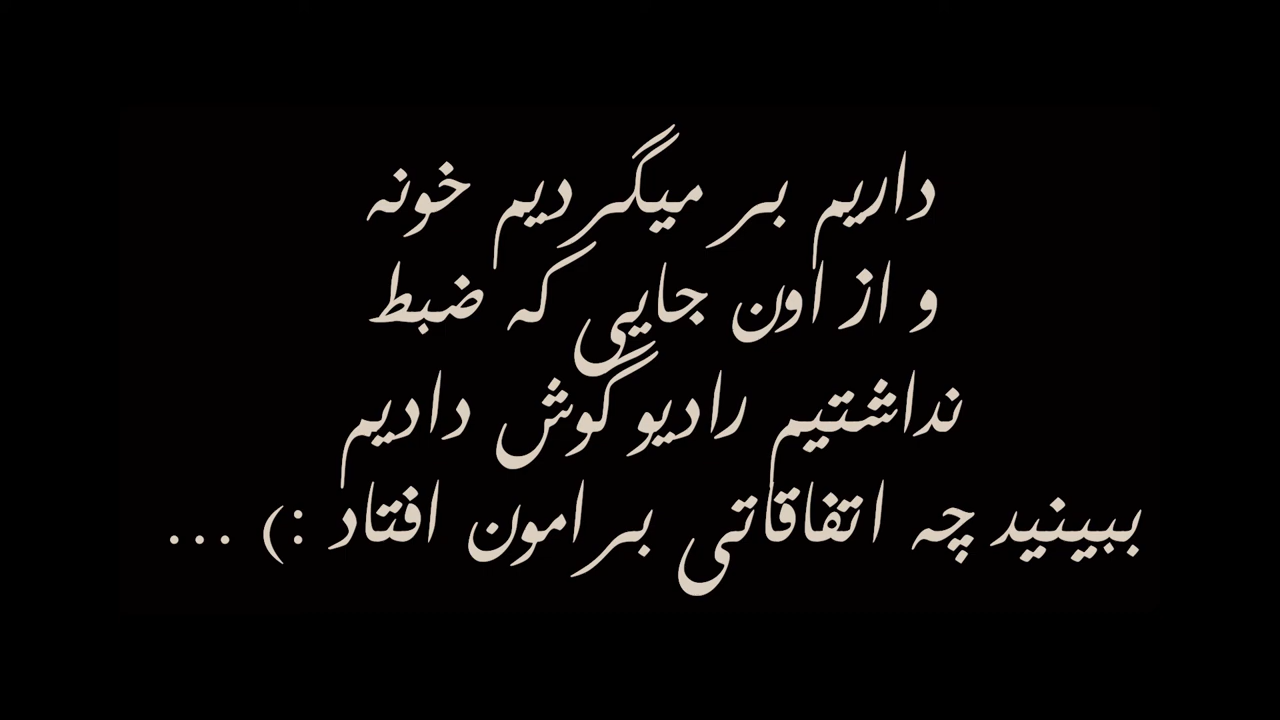 داریم بر میگردیم خونه
و از اون جایی که ضبط
نداشتیم رادیو گوش دادیم
ببینید چه اتفاقاتی برامون افتاد :) ...